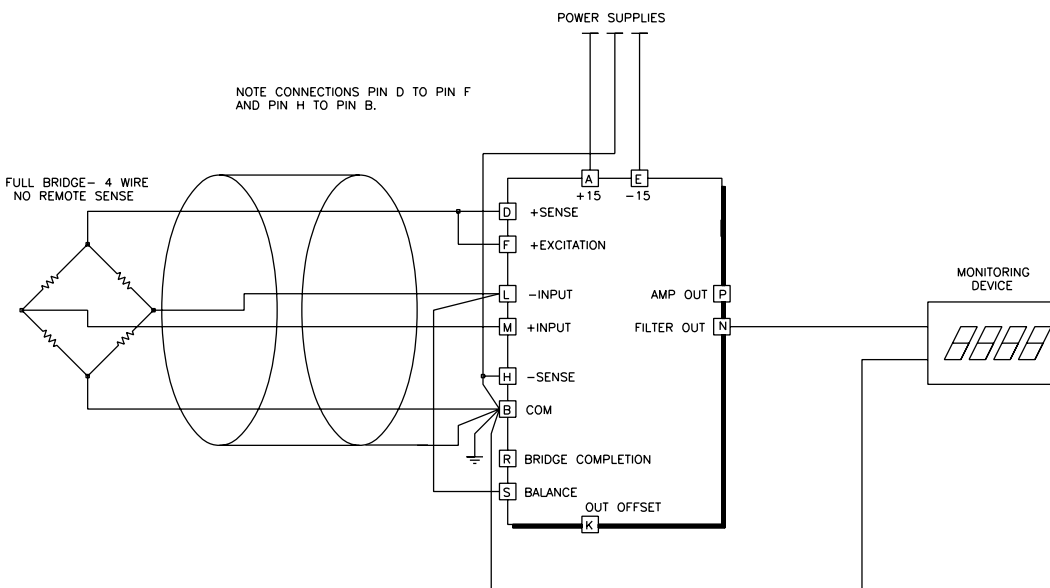 POWER SUPPLIES
NOTE CONNECTIONS PIN D TO PIN F
AND PIN H TO PIN B.
FULL BRIDGE- 4 WIRE
NO REMOTE SENSE
A
E
+15
-15
D +SENSE
F +EXCITATION
L -INPUT
M +INPUT
H -SENSE
B COM
R BRIDGE COMPLETION
S BALANCE
OUT OFFSET
K
AMP OUT P
FILTER OUT N
MONITORING
DEVICE